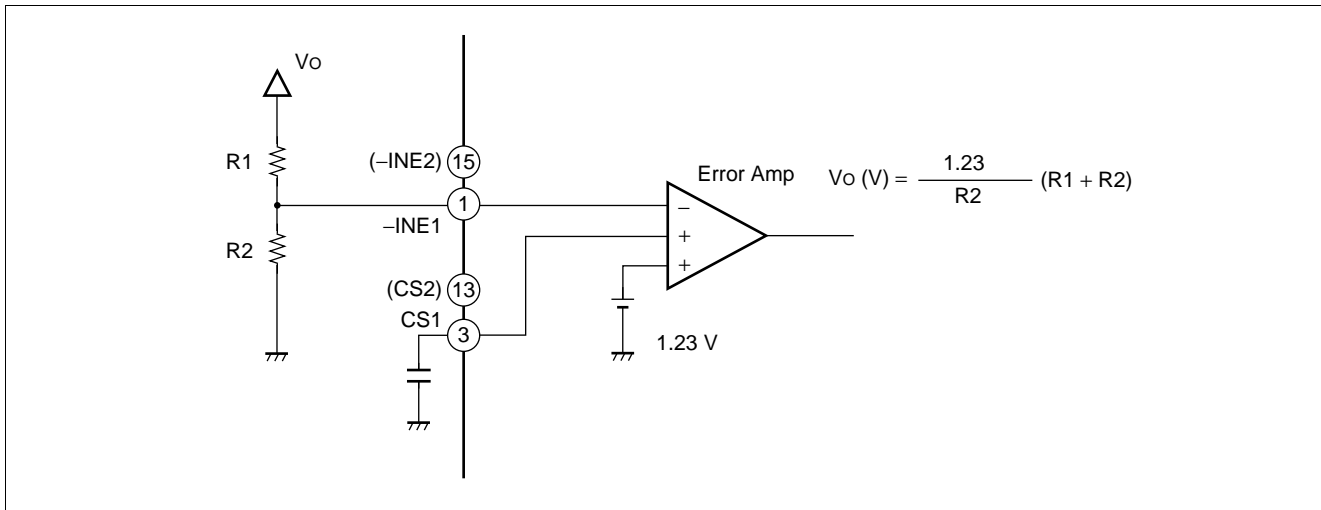 Vo
R1
(−INE2) 15
1
−INE1
R2
(CS2) 13
CS1
3
Error Amp
−
+
+
1.23 V
Vo (V) = 1.23 / R2 (R1 + R2)